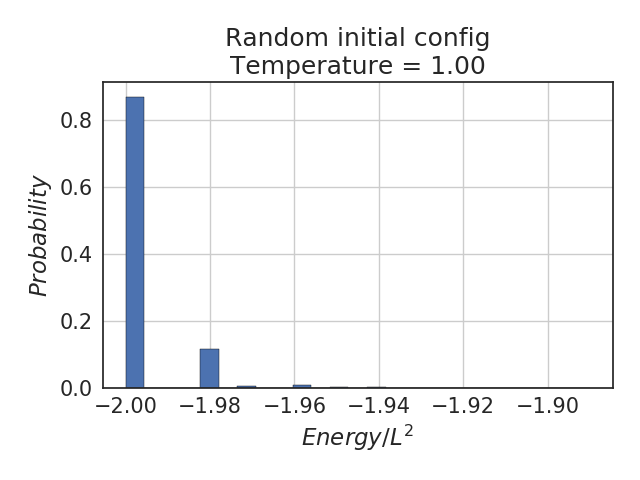 Random initial config
Temperature = 1.00
Probability
0.8
0.6
0.4
0.2
0.0
−2.00 −1.98 −1.96 −1.94 −1.92 −1.90
Energy/L²